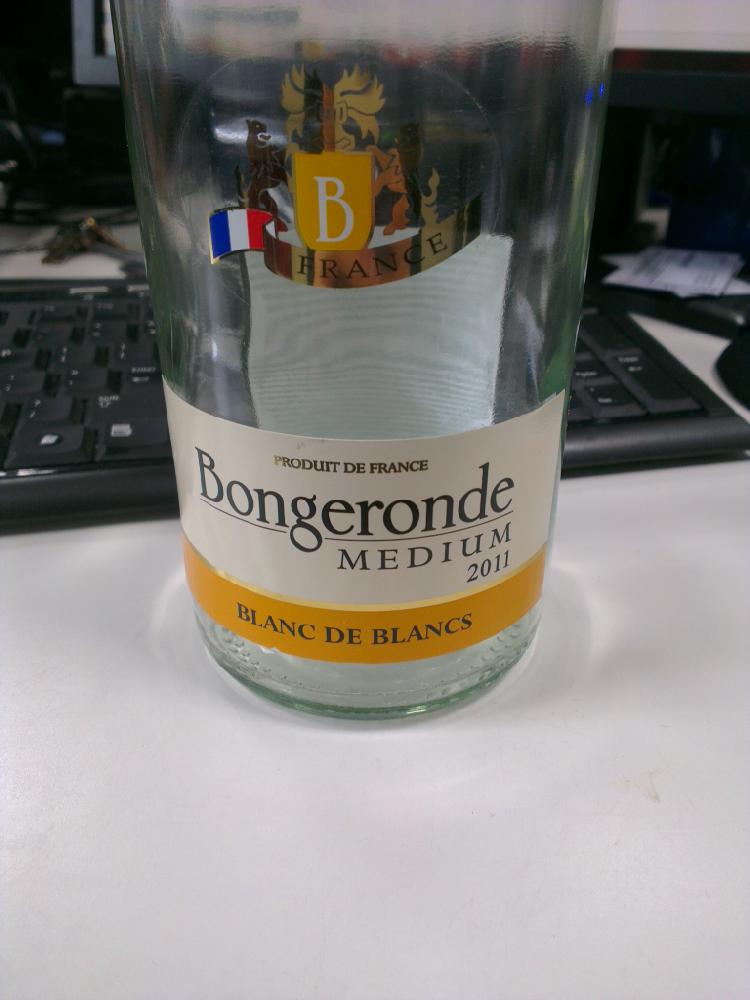 B
FRANCE
PRODUIT DE FRANCE
Bongeronde
MEDIUM
2011
BLANC DE BLANCS